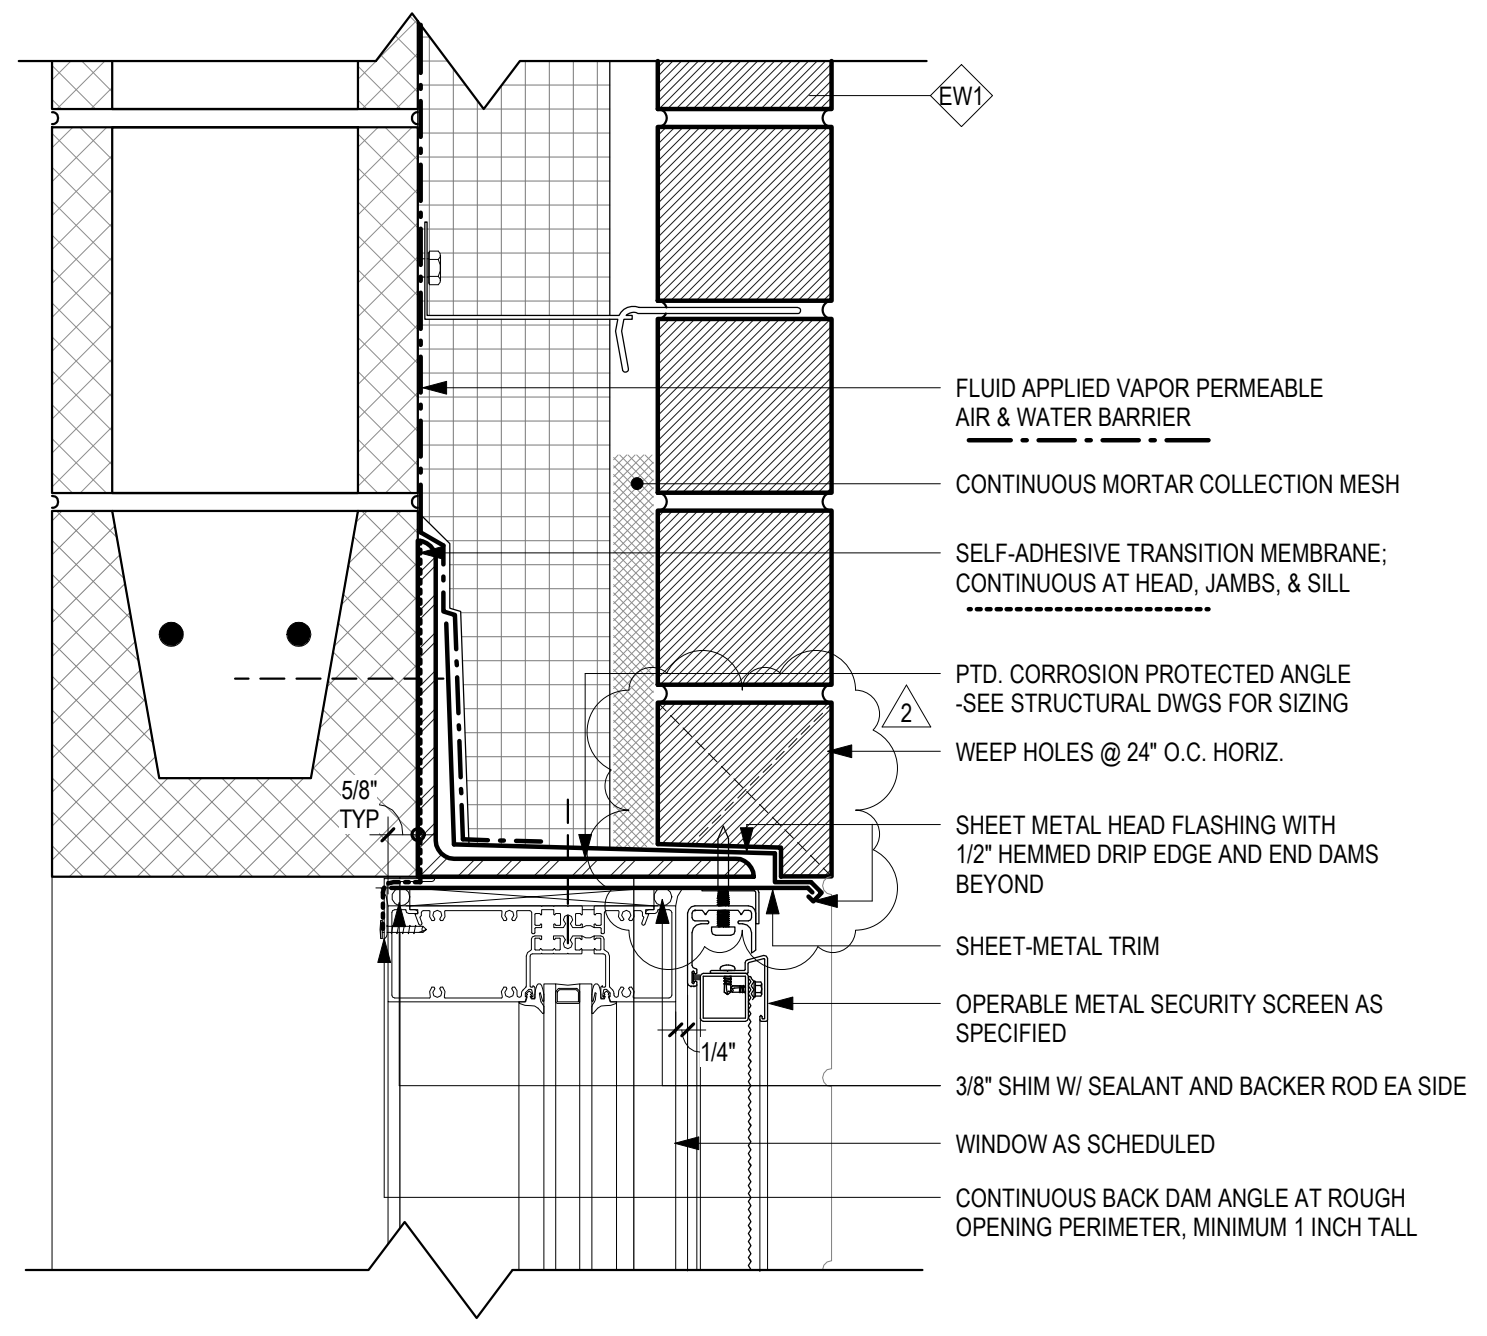 EW1
FLUID APPLIED VAPOR PERMEABLE
AIR & WATER BARRIER
CONTINUOUS MORTAR COLLECTION MESH
SELF-ADHESIVE TRANSITION MEMBRANE;
CONTINUOUS AT HEAD, JAMBS, & SILL
PTD. CORROSION PROTECTED ANGLE
-SEE STRUCTURAL DWGS FOR SIZING
2
WEEP HOLES @ 24" O.C. HORIZ.
5/8"
TYP
SHEET METAL HEAD FLASHING WITH
1/2" HEMMED DRIP EDGE AND END DAMS
BEYOND
SHEET-METAL TRIM
OPERABLE METAL SECURITY SCREEN AS
SPECIFIED
1/4"
3/8" SHIM W/ SEALANT AND BACKER ROD EA SIDE
WINDOW AS SCHEDULED
CONTINUOUS BACK DAM ANGLE AT ROUGH
OPENING PERIMETER, MINIMUM 1 INCH TALL